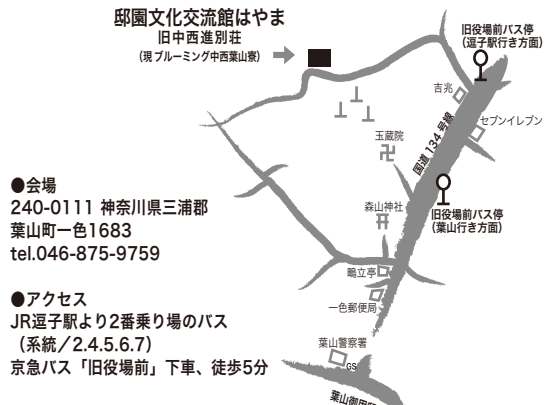 邸園文化交流館はやま
旧中西進別荘
(現 ブルーミング中西葉山寮)
旧役場前バス停
(逗子駅行き方面)
吉兆
セブンイレブン
国道134号線
玉蔵院
●会場
240-0111 神奈川県三浦郡
葉山町一色1683
tel.046-875-9759
森山神社
旧役場前バス停
(葉山行き方面)
鴫立亭
一色郵便局
●アクセス
JR逗子駅より2番乗り場のバス
(系統/2.4.5.6.7)
京急バス「旧役場前」下車、徒歩5分
葉山警察署
GS
葉山御用邸